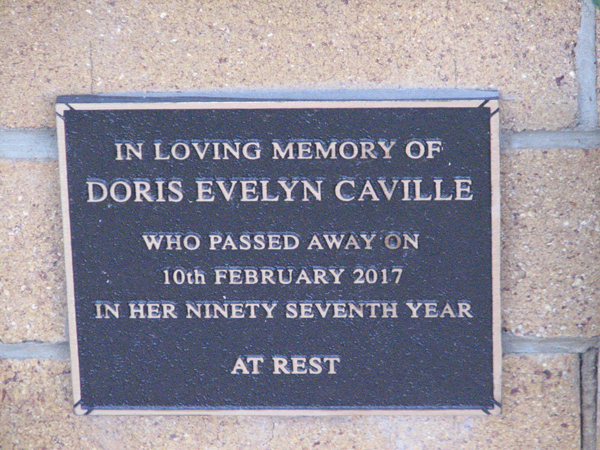 IN LOVING MEMORY OF
DORIS EVELYN CAVILLE
WHO PASSED AWAY ON
10th FEBRUARY 2017
IN HER NINETY SEVENTH YEAR
AT REST